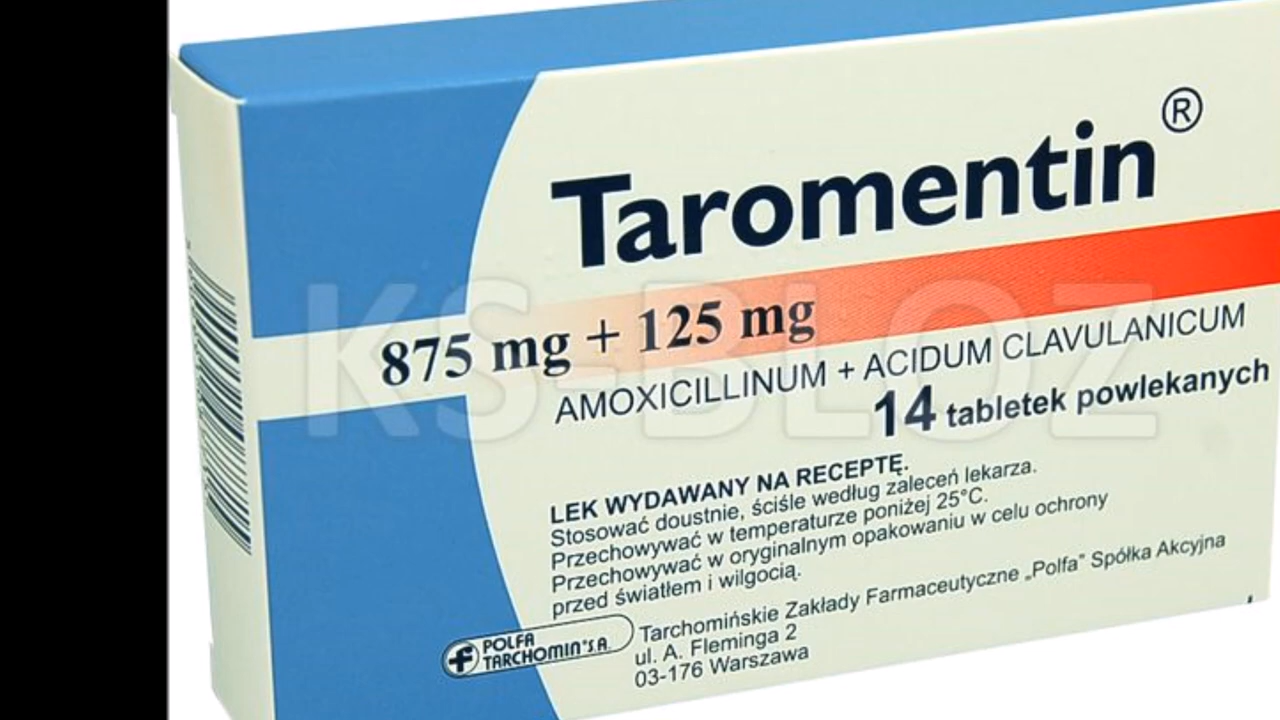 Taromentin®
875 mg + 125 mg
AMOXICILLINUM + ACIDUM CLAVULANICUM
14 tabletek powlekanych
KS-BLOZ
LEK WYDAWANY NA RECEPTĘ.
Stosować doustnie, ściśle według zaleceń lekarza.
Przechowywać w temperaturze poniżej 25°C.
Przechowywać w oryginalnym opakowaniu w celu ochrony
przed światłem i wilgocią.
POLFA
TARCHOMIN S.A.
Tarchomińskie Zakłady Farmaceutyczne „Polfa” Spółka Akcyjna
ul. A. Fleminga 2
03-176 Warszawa